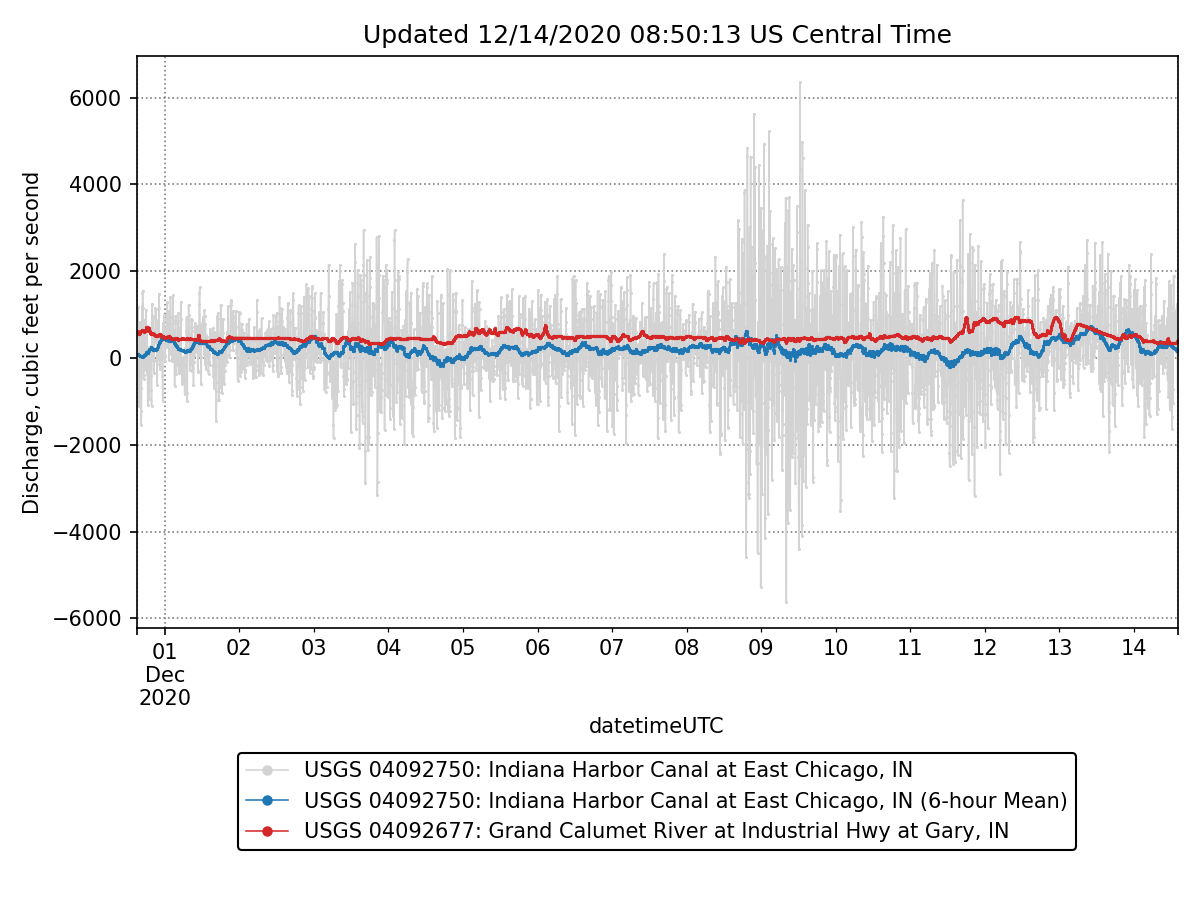 Updated 12/14/2020 08:50:13 US Central Time
Discharge, cubic feet per second
6000
4000
2000
0
−2000
−4000
−6000
01 02 03 04 05 06 07 08 09 10 11 12 13 14
Dec
2020
datetimeUTC
USGS 04092750: Indiana Harbor Canal at East Chicago, IN
USGS 04092750: Indiana Harbor Canal at East Chicago, IN (6-hour Mean)
USGS 04092677: Grand Calumet River at Industrial Hwy at Gary, IN